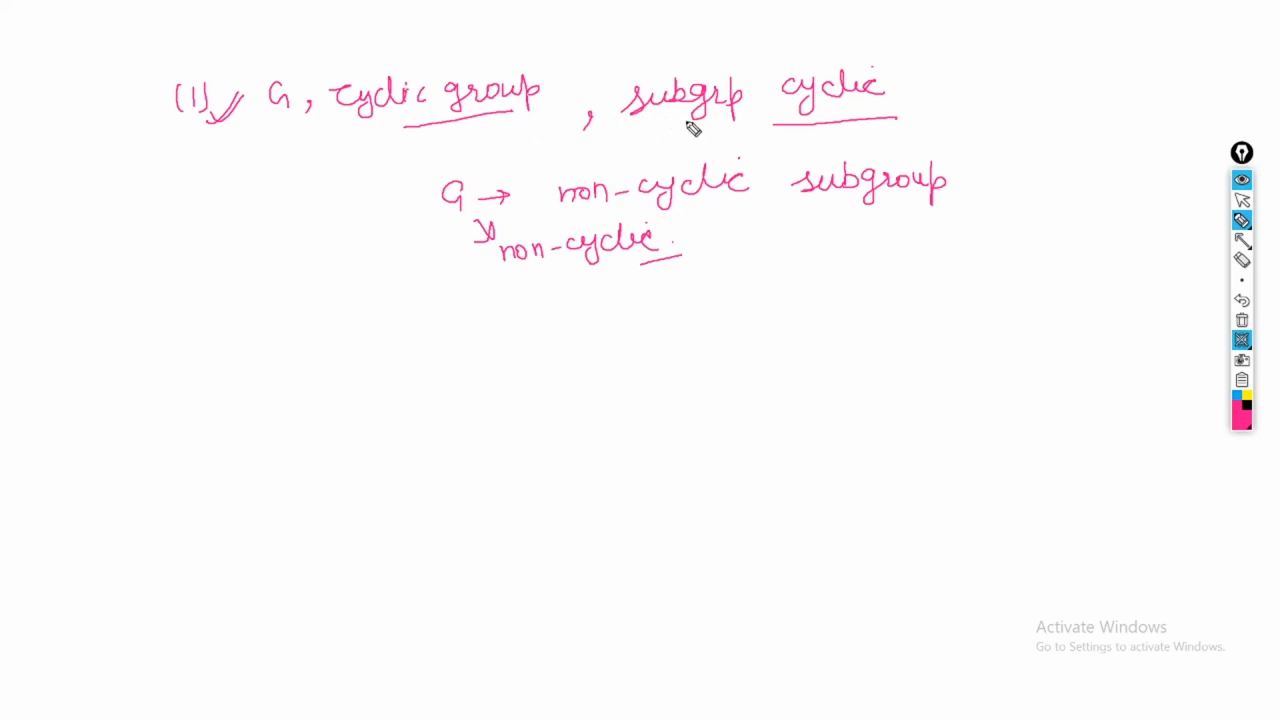 (1) G, cyclic group, subgrp cyclic
G → non-cyclic subgroup
non-cyclic.
Activate Windows
Go to Settings to activate Windows.